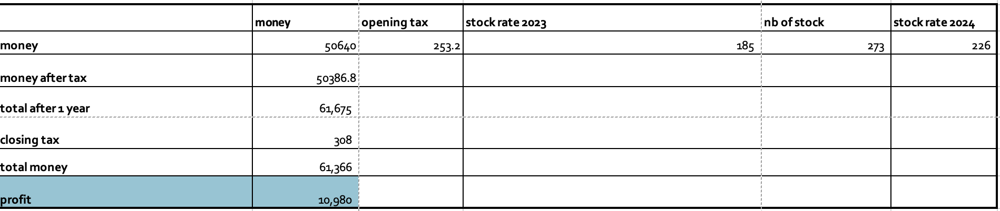 money opening tax stock rate 2023 nb of stock stock rate 2024
money 50640 253.2 185 273 226
money after tax 50386.8
total after 1 year 61,675
closing tax 308
total money 61,366
profit 10,980